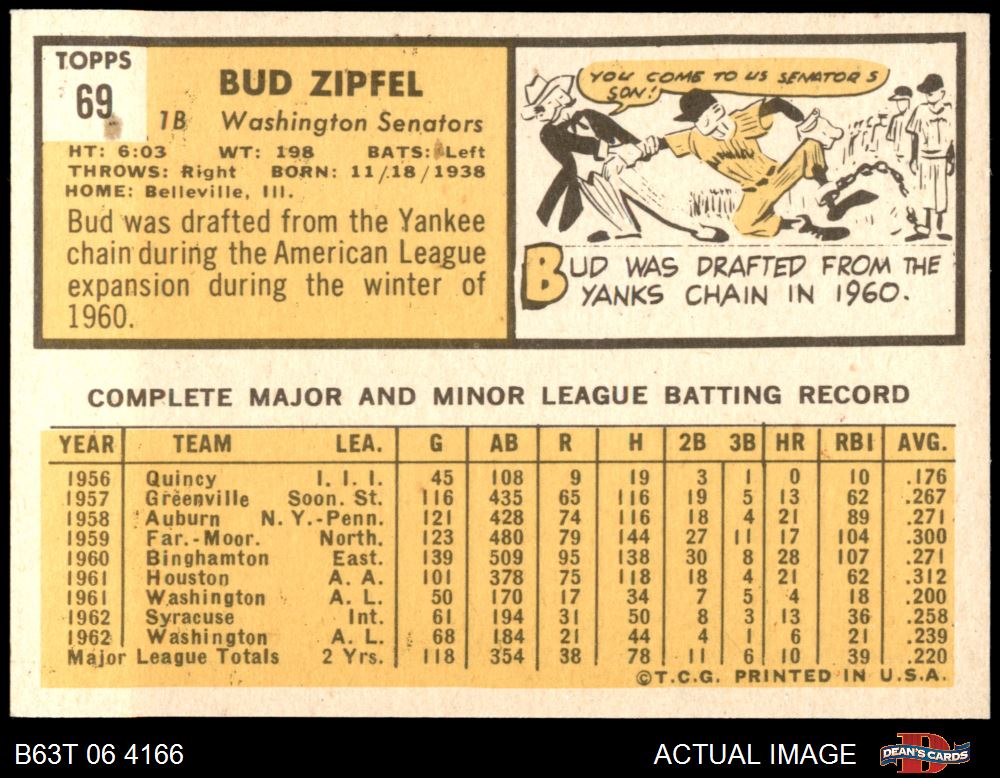 TOPPS
69
BUD ZIPFEL
1B Washington Senators
HT: 6:03 WT: 198 BATS: Left
THROWS: Right BORN: 11/18/1938
HOME: Belleville, Ill.
Bud was drafted from the Yankee
chain during the American League
expansion during the winter of
1960.
YOU COME TO US SENATORS
SON!
BUD WAS DRAFTED FROM THE
YANKS CHAIN IN 1960.
COMPLETE MAJOR AND MINOR LEAGUE BATTING RECORD
YEAR TEAM LEA. G AB R H 2B 3B HR RBI AVG.
1956 Quincy I. I. I. 45 108 9 19 3 1 0 10 .176
1957 Greenville Soon. St. 116 435 65 116 19 5 13 62 .267
1958 Auburn N. Y.-Penn. 121 428 74 116 18 4 21 89 .271
1959 Far.-Moor. North. 123 480 79 144 27 11 17 104 .300
1960 Binghamton East. 139 509 95 138 30 8 28 107 .271
1961 Houston A. A. 101 378 75 118 18 4 21 62 .312
1961 Washington A. L. 50 170 17 34 7 5 4 18 .200
1962 Syracuse Int. 61 194 31 50 8 3 13 36 .258
1962 Washington A. L. 68 184 21 44 4 1 6 21 .239
Major League Totals 2 Yrs. 118 354 38 78 11 6 10 39 .220
©T.C.G. PRINTED IN U.S.A.
B63T 06 4166
ACTUAL IMAGE
DEAN'S CARDS